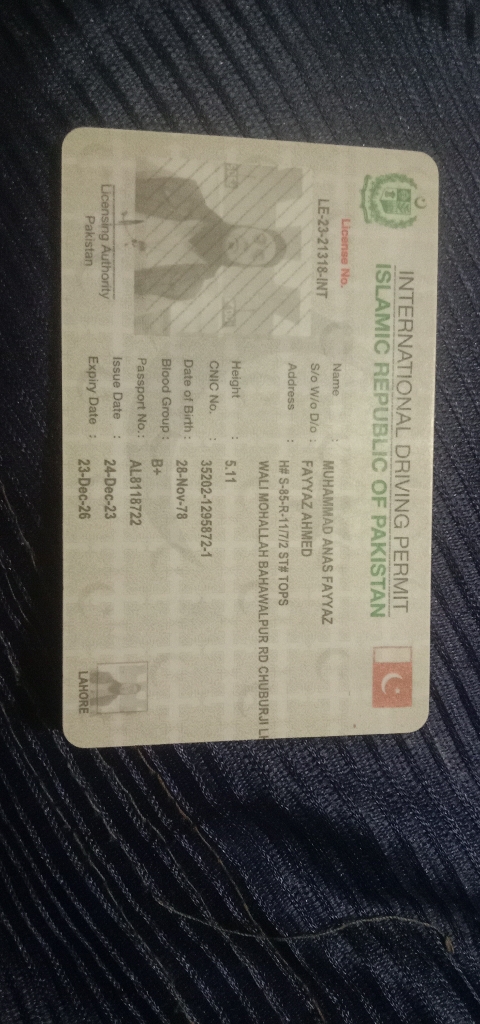 INTERNATIONAL DRIVING PERMIT
ISLAMIC REPUBLIC OF PAKISTAN
License No.
LE-23-21318-INT
Name : MUHAMMAD ANAS FAYYAZ
S/o W/o D/o : FAYYAZ AHMED
Address : H# S-85-R-11/7/2 ST# TOPS
WALI MOHALLAH BAHAWALPUR RD CHUBURJI
Height : 5.11
CNIC No. : 35202-1295872-1
Date of Birth : 28-Nov-78
Blood Group : B+
Passport No.: AL8118722
Issue Date : 24-Dec-23
Expiry Date : 23-Dec-26
Licensing Authority
Pakistan
LAHORE